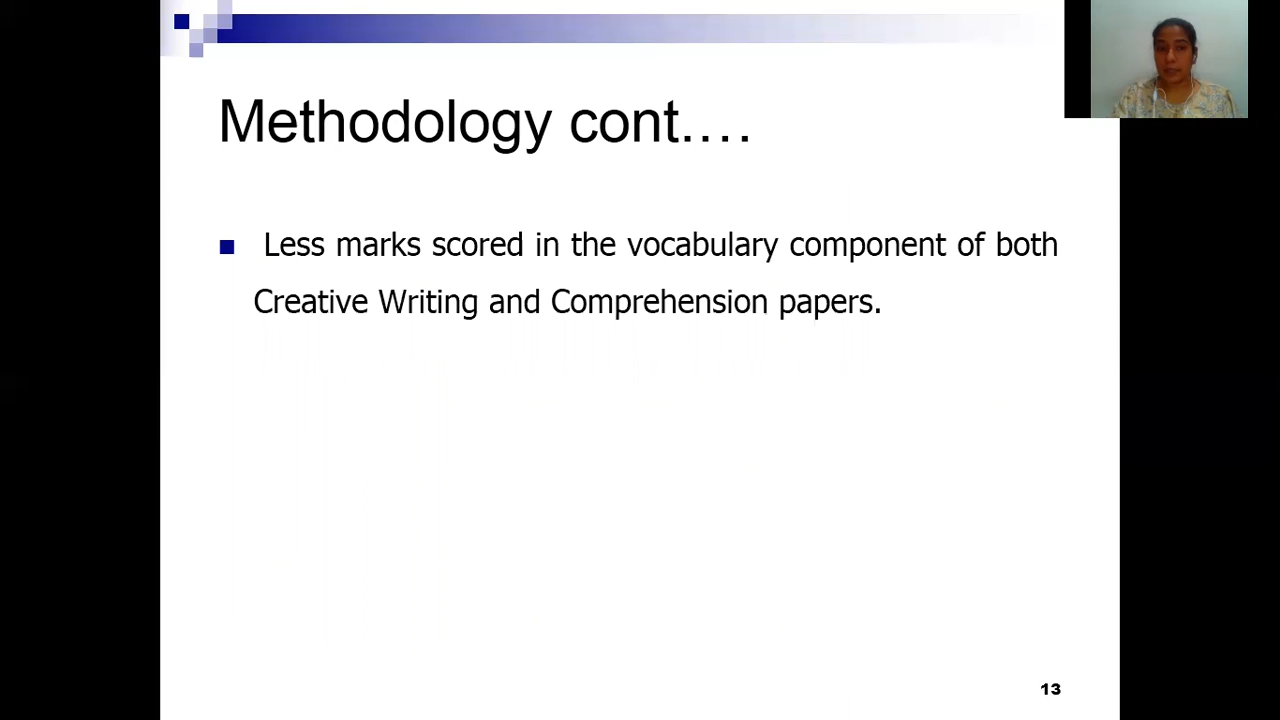 Methodology cont.…
Less marks scored in the vocabulary component of both
Creative Writing and Comprehension papers.
13